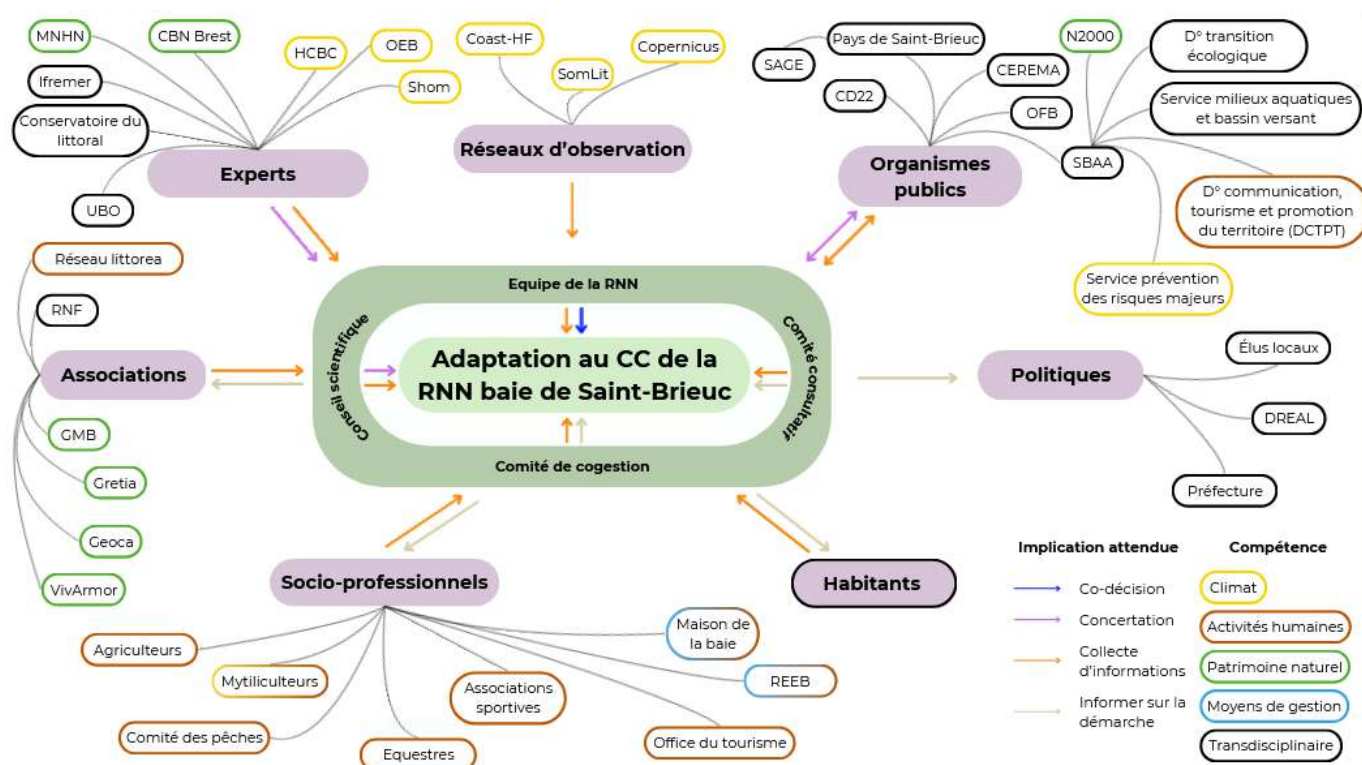 MNHN
CBN Brest
HCBC
OEB
Ifremer
Shom
Conservatoire du
littoral
UBO
Experts
Coast-HF
SomLit
Copernicus
Réseaux d'observation
SAGE
Pays de Saint-Brieuc
CD22
CEREMA
OFB
SBAA
Organismes
publics
N2000
D° transition
écologique
Service milieux aquatiques
et bassin versant
D° communication,
tourisme et promotion
du territoire (DCTPT)
Service prévention
des risques majeurs
Réseau littorea
RNF
Associations
GMB
Gretia
Geoca
VivArmor
Equipe de la RNN
Conseil scientifique
Adaptation au CC de la
RNN baie de Saint-Brieuc
Comité consultatif
Comité de cogestion
Politiques
Élus locaux
DREAL
Préfecture
Socio-professionnels
Habitants
Agriculteurs
Mytiliculteurs
Comité des pêches
Equestres
Associations
sportives
Maison de
la baie
REEB
Office du tourisme
Implication attendue
Co-décision
Concertation
Collecte
d'informations
Informer sur la
démarche
Compétence
Climat
Activités humaines
Patrimoine naturel
Moyens de gestion
Transdisciplinaire